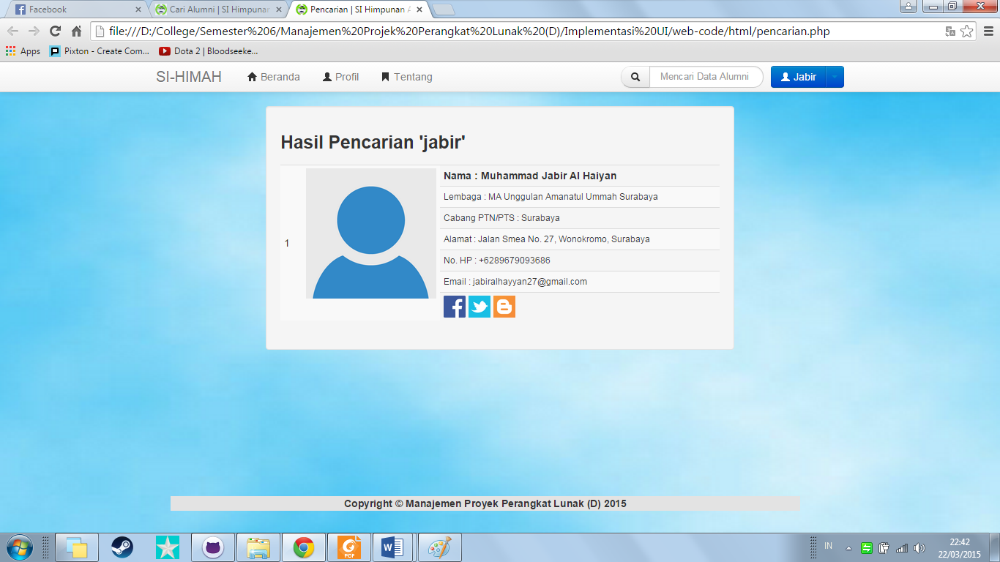 Facebook
Cari Alumni | SI Himpunan
Pencarian | SI Himpunan A
file:///D:/College/Semester%206/Manajemen%20Projek%20Perangkat%20Lunak%20(D)/Implementasi%20UI/web-code/html/pencarian.php
Apps
Pixton - Create Com...
Dota 2 | Bloodseeke...
SI-HIMAH
Beranda
Profil
Tentang
Mencari Data Alumni
Jabir
Hasil Pencarian 'jabir'
1
Nama : Muhammad Jabir Al Haiyan
Lembaga : MA Unggulan Amanatul Ummah Surabaya
Cabang PTN/PTS : Surabaya
Alamat : Jalan Smea No. 27, Wonokromo, Surabaya
No. HP : +6289679093686
Email : jabiralhayyan27@gmail.com
Copyright © Manajemen Proyek Perangkat Lunak (D) 2015
PDF
IN
22:42
22/03/2015